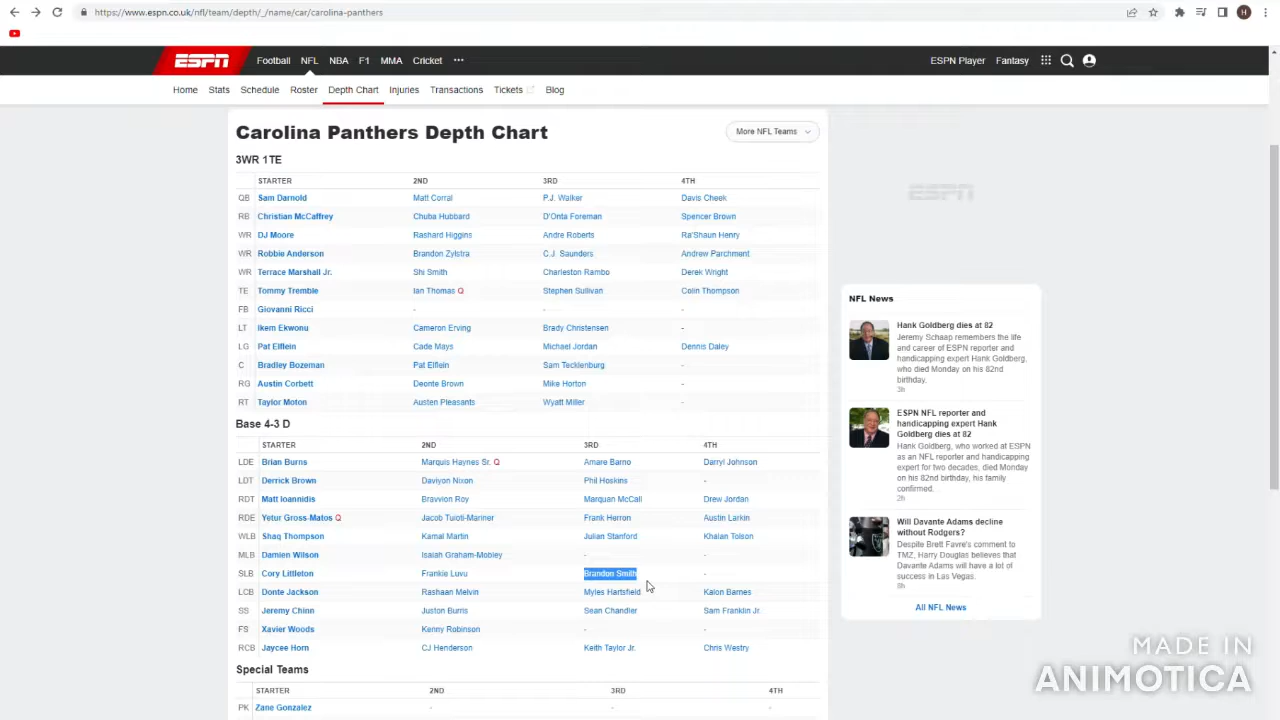 https://www.espn.co.uk/nfl/team/depth/_/name/car/carolina-panthers
H
ESPN Football NFL NBA F1 MMA Cricket ••• ESPN Player Fantasy
Home Stats Schedule Roster Depth Chart Injuries Transactions Tickets Blog
Carolina Panthers Depth Chart More NFL Teams
3WR 1TE
STARTER 2ND 3RD 4TH
QB Sam Darnold Matt Corral P.J. Walker Davis Cheek
RB Christian McCaffrey Chuba Hubbard D'Onta Foreman Spencer Brown
WR DJ Moore Rashard Higgins Andre Roberts Ra'Shaun Henry
WR Robbie Anderson Brandon Zylstra C.J. Saunders Andrew Parchment
WR Terrace Marshall Jr. Shi Smith Charleston Rambo Derek Wright
TE Tommy Tremble Ian Thomas Q Stephen Sullivan Colin Thompson
FB Giovanni Ricci - - -
LT Ikem Ekwonu Cameron Erving Brady Christensen -
LG Pat Elflein Cade Mays Michael Jordan Dennis Daley
C Bradley Bozeman Pat Elflein Sam Tecklenburg -
RG Austin Corbett Deonte Brown Mike Horton -
RT Taylor Moton Austen Pleasants Wyatt Miller -
Base 4-3 D
STARTER 2ND 3RD 4TH
LDE Brian Burns Marquis Haynes Sr. Q Amare Barno Darryl Johnson
LDT Derrick Brown Daviyon Nixon Phil Hoskins -
RDT Matt Ioannidis Bravvion Roy Marquan McCall Drew Jordan
RDE Yetur Gross-Matos Q Jacob Tuioti-Mariner Frank Herron Austin Larkin
WLB Shaq Thompson Kamal Martin Julian Stanford Khalan Tolson
MLB Damien Wilson Isaiah Graham-Mobley - -
SLB Cory Littleton Frankie Luvu Brandon Smith -
LCB Donte Jackson Rashaan Melvin Myles Hartsfield Kalon Barnes
SS Jeremy Chinn Juston Burris Sean Chandler Sam Franklin Jr.
FS Xavier Woods Kenny Robinson - -
RCB Jaycee Horn CJ Henderson Keith Taylor Jr. Chris Westry
Special Teams
STARTER 2ND 3RD 4TH
PK Zane Gonzalez - - -
ESPN
NFL News
Hank Goldberg dies at 82
Jeremy Schaap remembers the life
and career of ESPN reporter and
handicapping expert Hank Goldberg,
who died Monday on his 82nd
birthday.
3h
ESPN NFL reporter and
handicapping expert Hank
Goldberg dies at 82
Hank Goldberg, who worked at ESPN
as an NFL reporter and handicapping
expert for two decades, died Monday
on his 82nd birthday, his family
confirmed.
2h
Will Davante Adams decline
without Rodgers?
Despite Brett Favre's comment to
TMZ, Harry Douglas believes that
Davante Adams will have a lot of
success in Las Vegas.
8h
All NFL News
MADE IN
ANIMOTICA